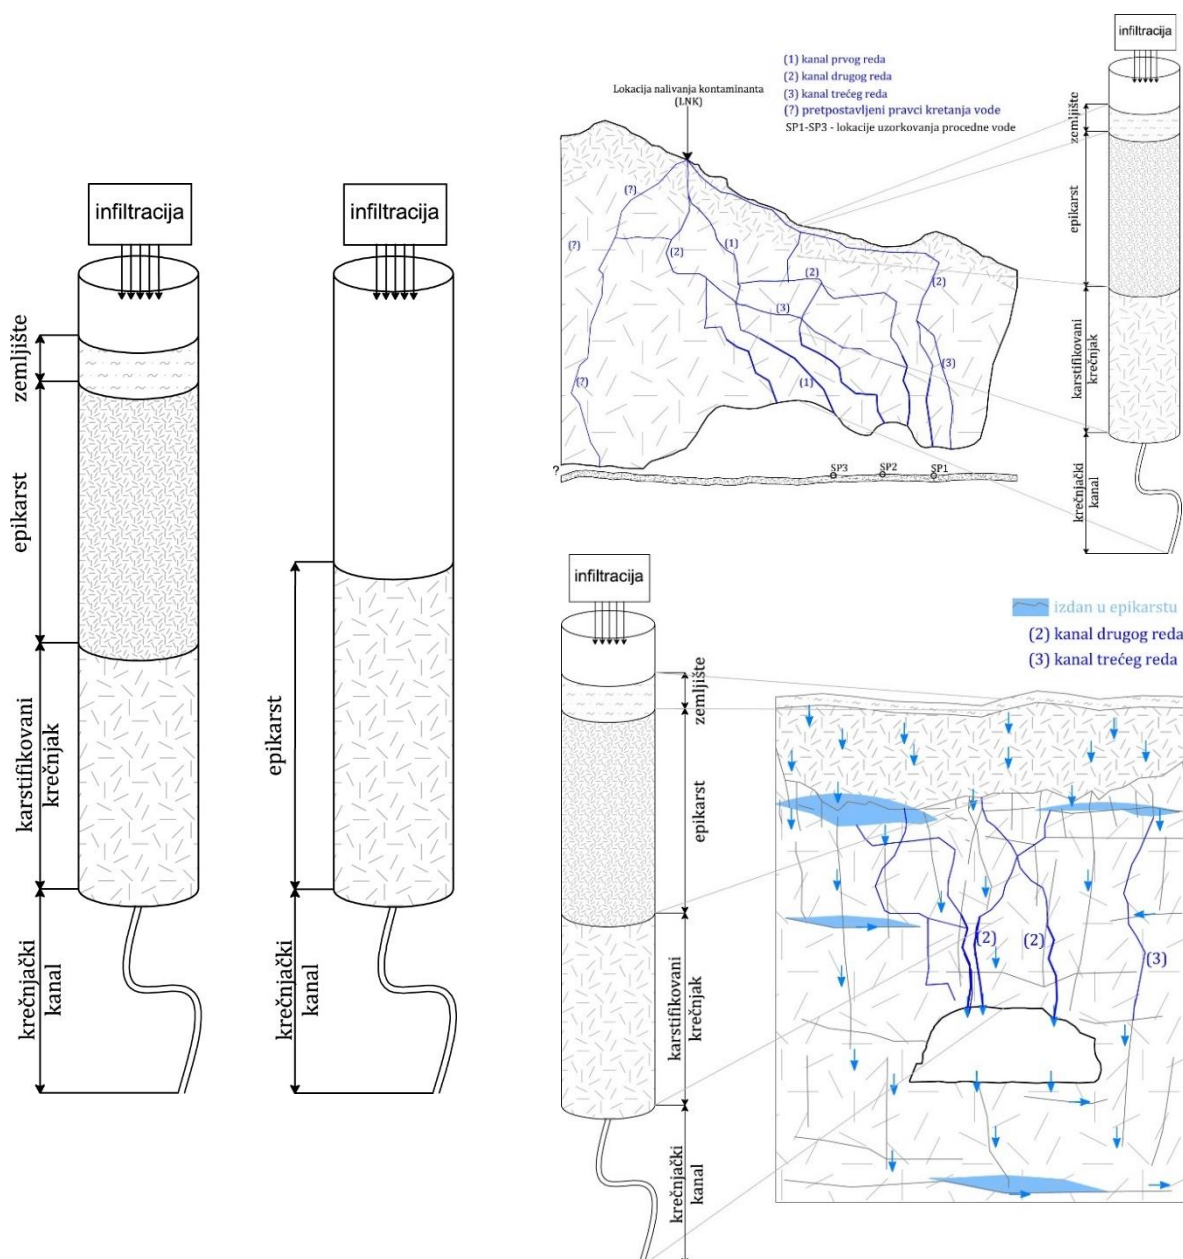 infiltracija
zemljište
epikarst
karstifikovani
krečnjak
krečnjački
kanal
infiltracija
epikarst
krečnjački
kanal
(1) kanal prvog reda
(2) kanal drugog reda
(3) kanal trećeg reda
(?) pretpostavljeni pravci kretanja vode
SP1-SP3 - lokacije uzorkovanja procedne vode
Lokacija nalivanja kontaminanta
(LNK)
(?)
(?)
(?)
(2)
(1)
(2)
(2)
(3)
(1)
(3)
?
SP3
SP2
SP1
infiltracija
zemljište
epikarst
karstifikovani
krečnjak
krečnjački
kanal
infiltracija
zemljište
epikarst
karstifikovani
krečnjak
krečnjački
kanal
izdan u epikarstu
(2) kanal drugog reda
(3) kanal trećeg reda
(2)
(2)
(3)